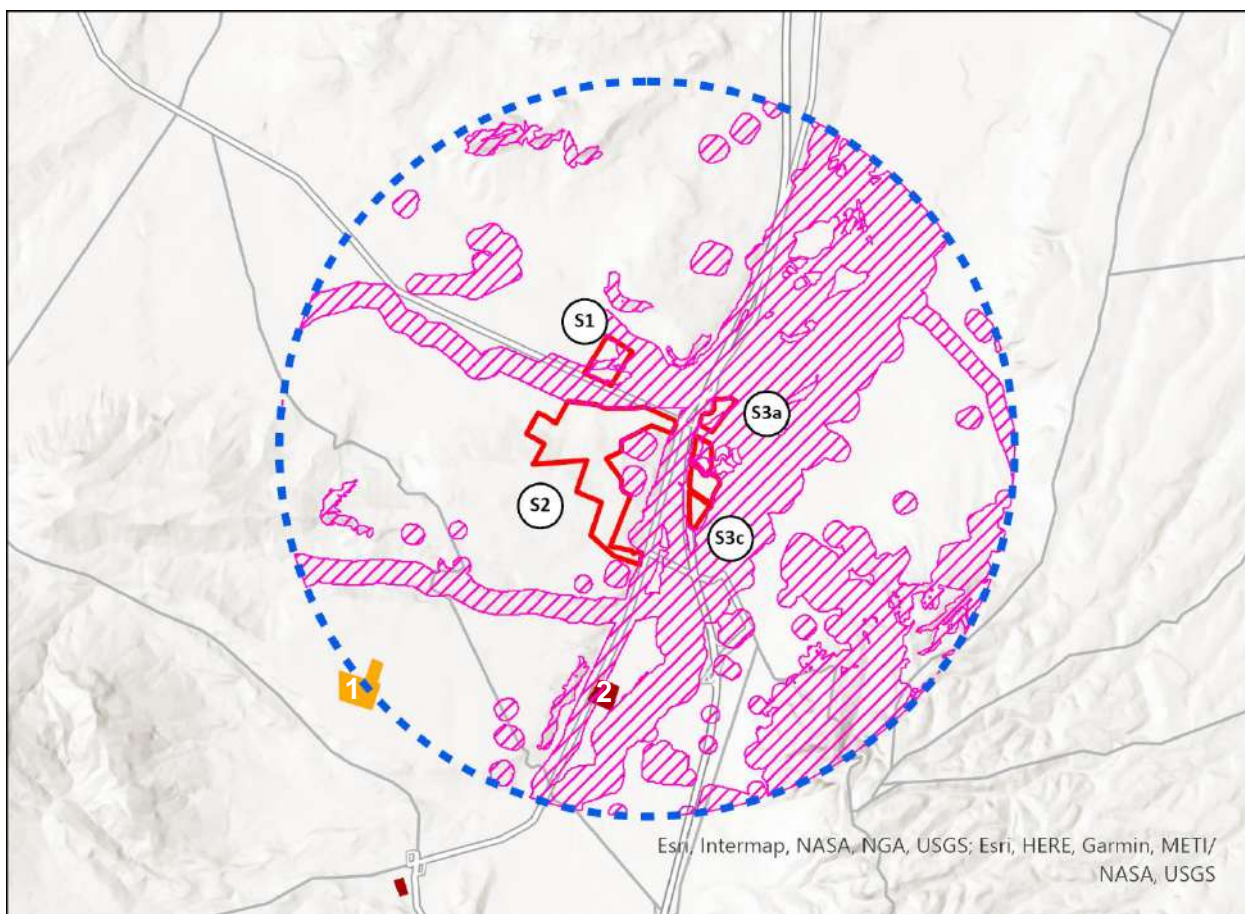 S1
S3a
S2
S3c
1
2
Esri, Intermap, NASA, NGA, USGS; Esri, HERE, Garmin, METI/
NASA, USGS